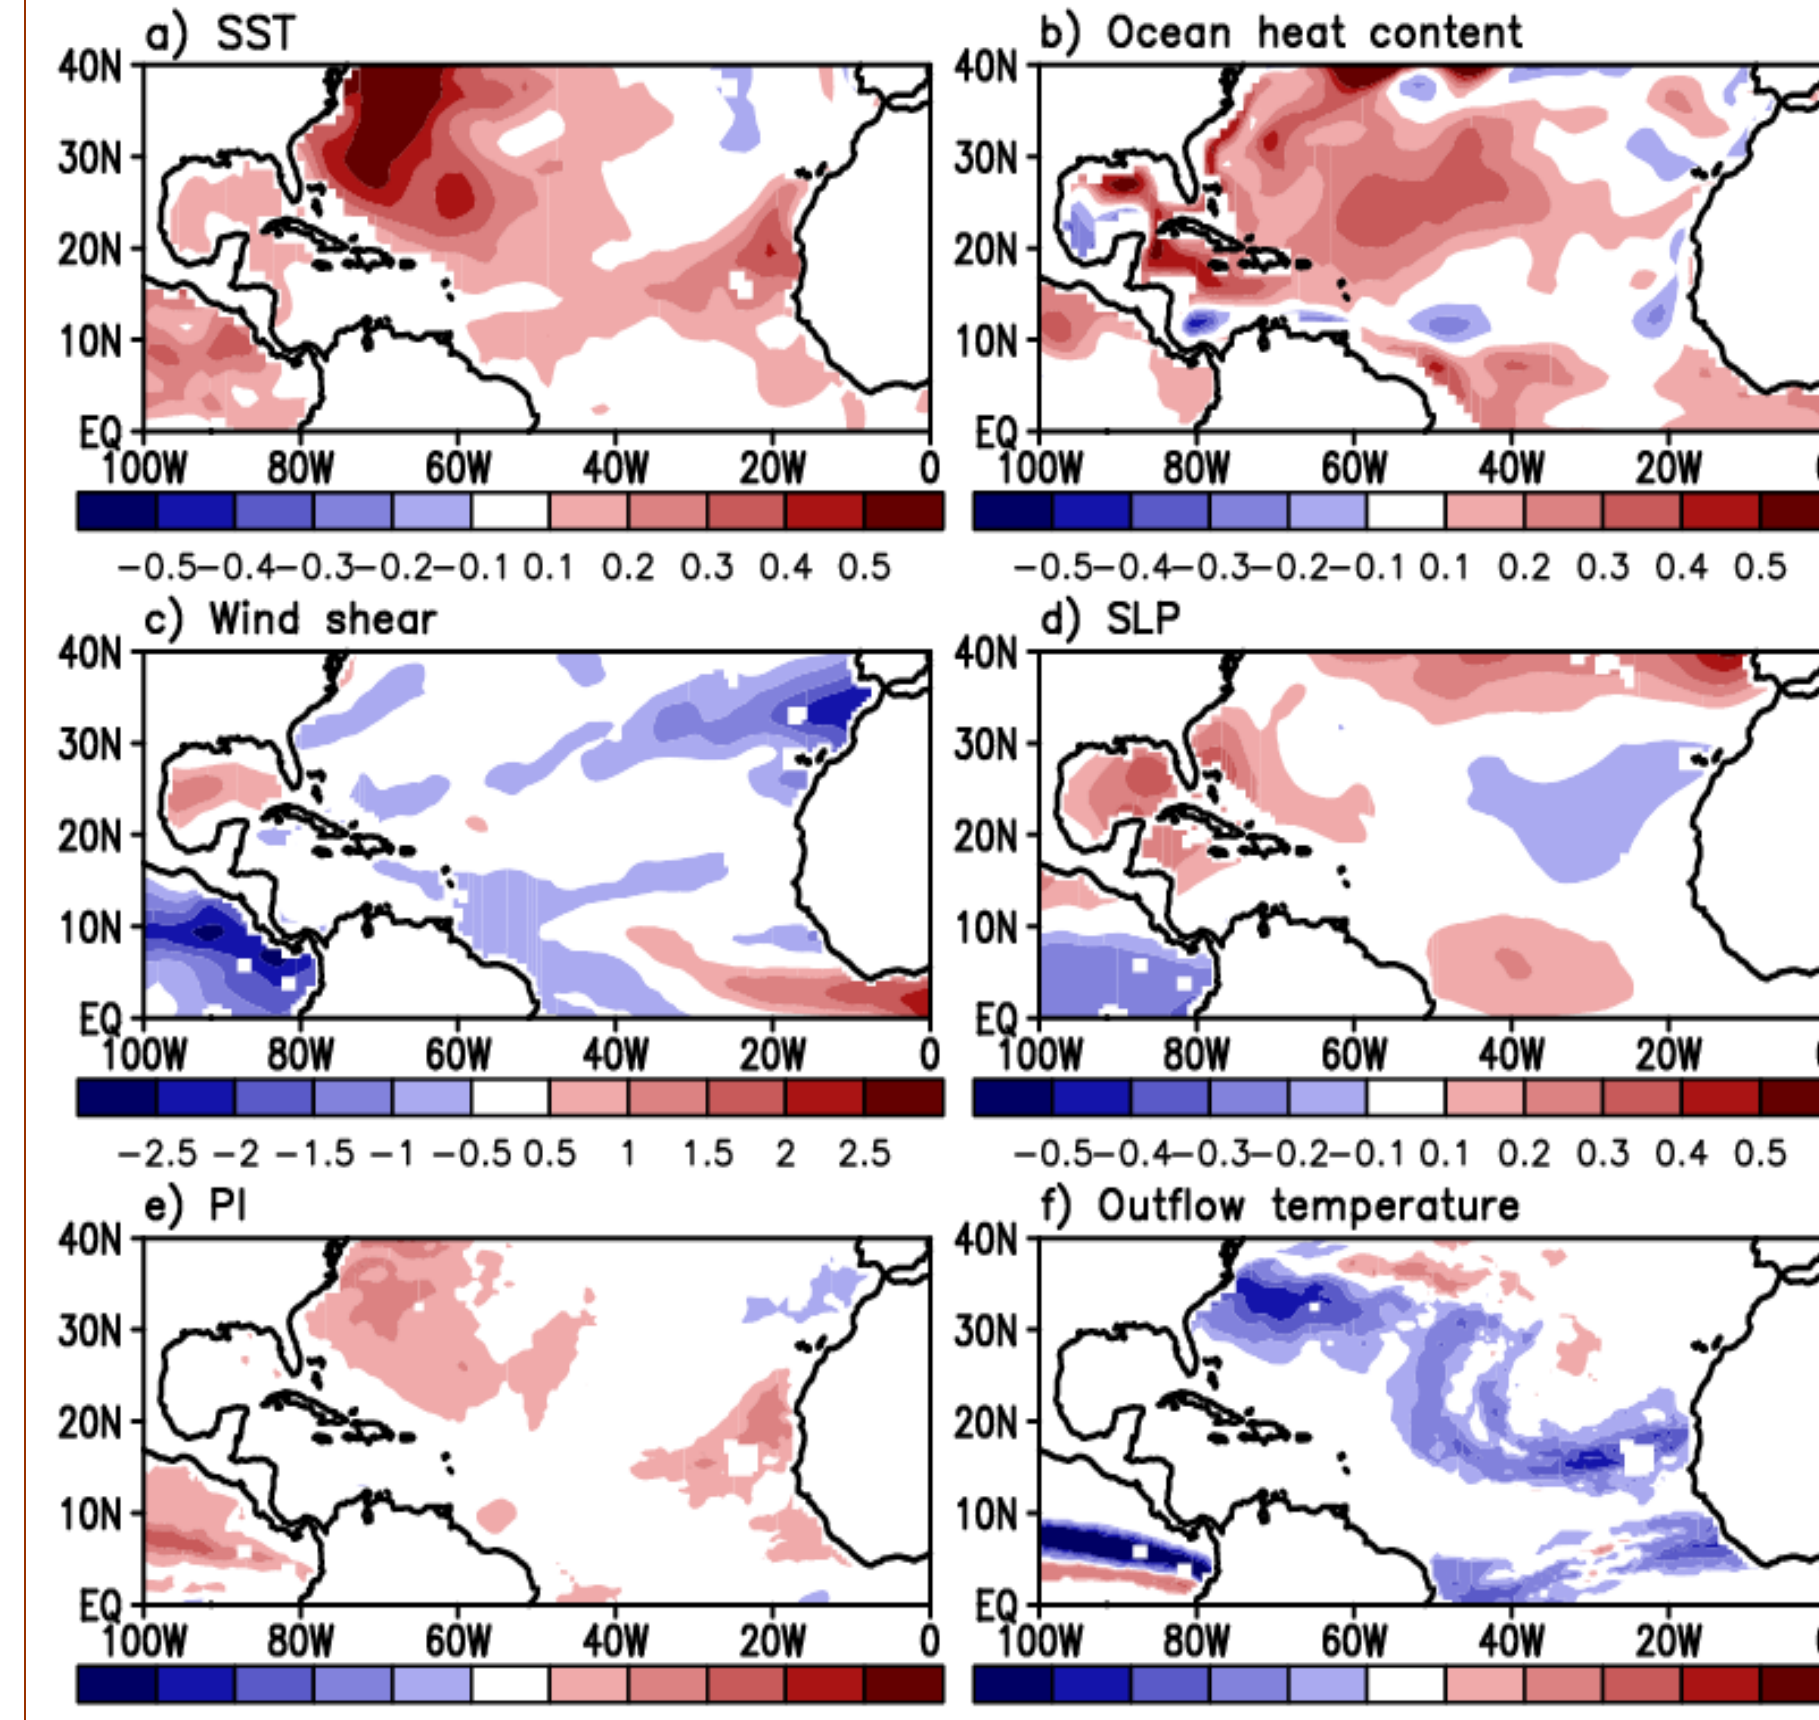 a) SST
b) Ocean heat content
40N
30N
20N
10N
EQ
100W 80W 60W 40W 20W 0
40N
30N
20N
10N
EQ
100W 80W 60W 40W 20W
−0.5−0.4−0.3−0.2−0.1 0.1 0.2 0.3 0.4 0.5
−0.5−0.4−0.3−0.2−0.1 0.1 0.2 0.3 0.4 0.5
c) Wind shear
d) SLP
40N
30N
20N
10N
EQ
100W 80W 60W 40W 20W 0
40N
30N
20N
10N
EQ
100W 80W 60W 40W 20W
−2.5 −2 −1.5 −1 −0.5 0.5 1 1.5 2 2.5
−0.5−0.4−0.3−0.2−0.1 0.1 0.2 0.3 0.4 0.5
e) PI
f) Outflow temperature
40N
30N
20N
10N
EQ
100W 80W 60W 40W 20W 0
40N
30N
20N
10N
EQ
100W 80W 60W 40W 20W